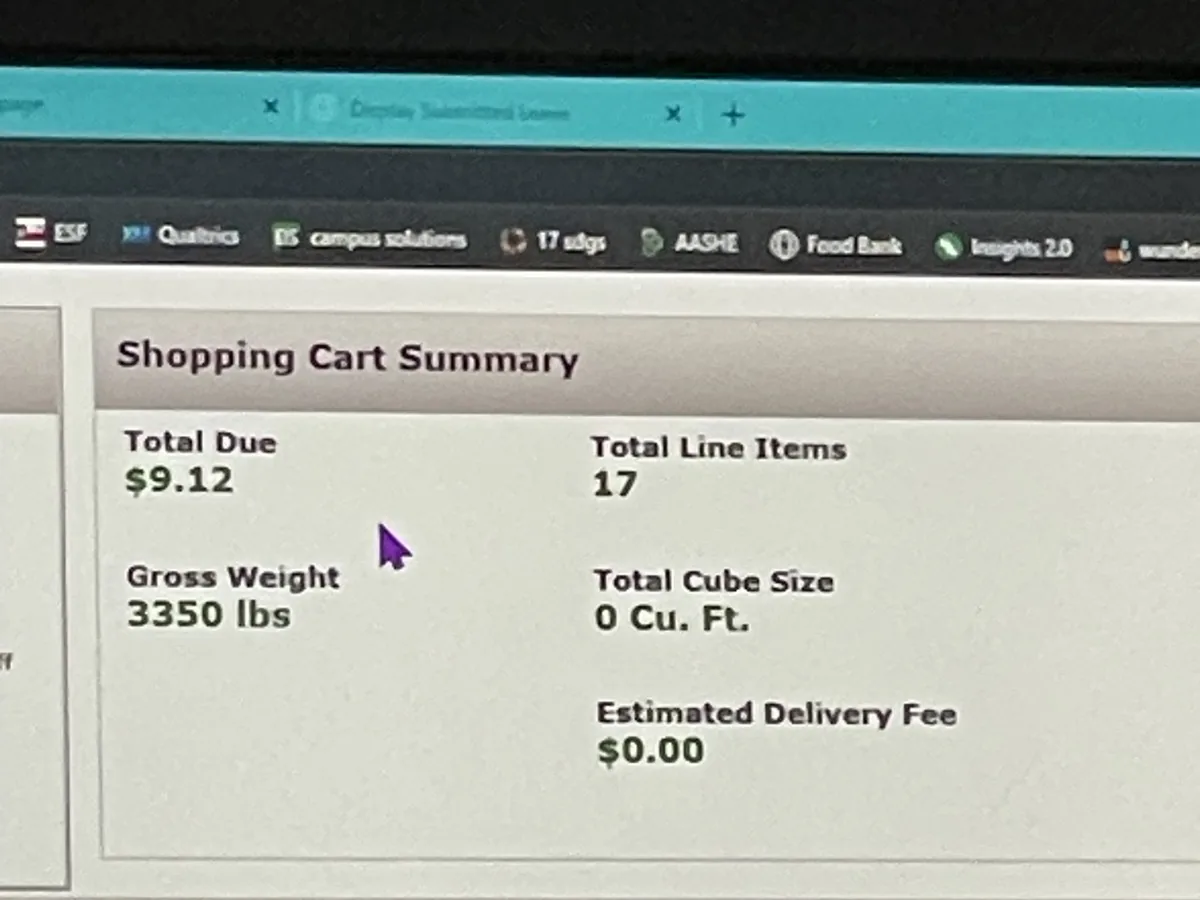 Display Submitted
ESF Qualtrics campus solutions 17 sdgs AASHE Food Bank Insights 2.0
Shopping Cart Summary
Total Due
$9.12
Total Line Items
17
Gross Weight
3350 lbs
Total Cube Size
0 Cu. Ft.
Estimated Delivery Fee
$0.00